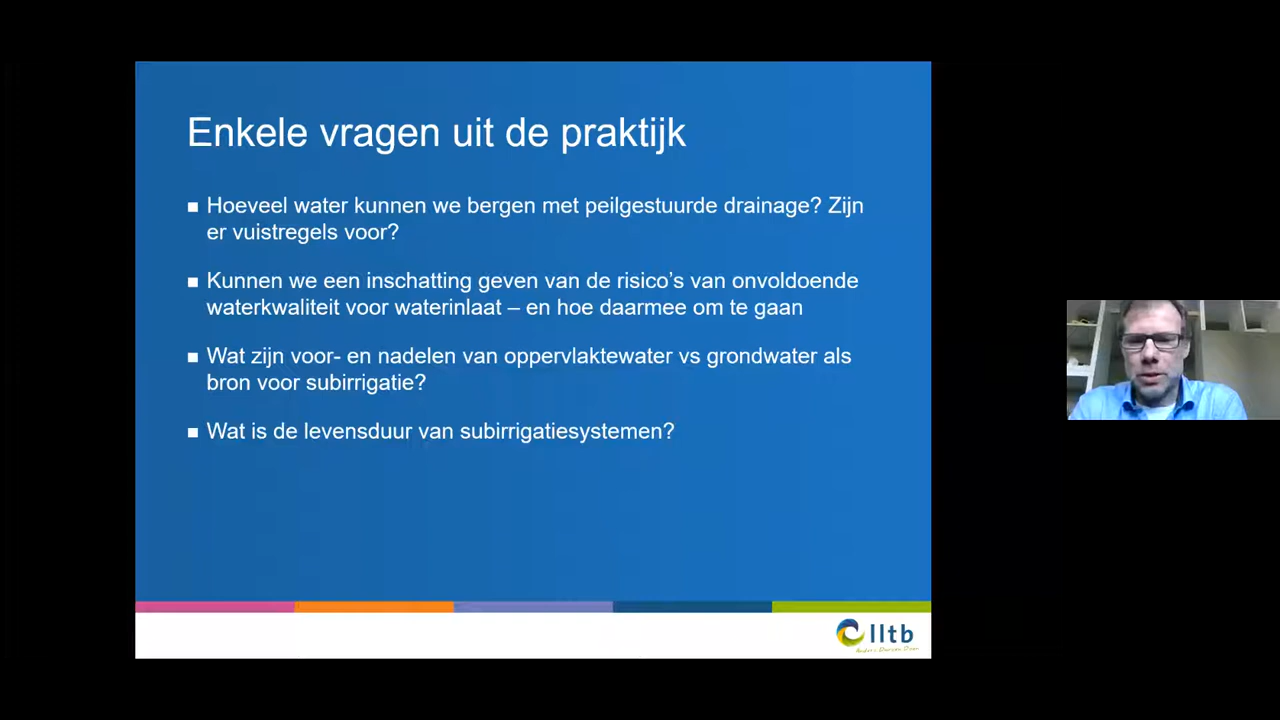 Enkele vragen uit de praktijk
■ Hoeveel water kunnen we bergen met peilgestuurde drainage? Zijn
er vuistregels voor?
■ Kunnen we een inschatting geven van de risico’s van onvoldoende
waterkwaliteit voor waterinlaat – en hoe daarmee om te gaan
■ Wat zijn voor- en nadelen van oppervlaktewater vs grondwater als
bron voor subirrigatie?
■ Wat is de levensduur van subirrigatiesystemen?
lltb